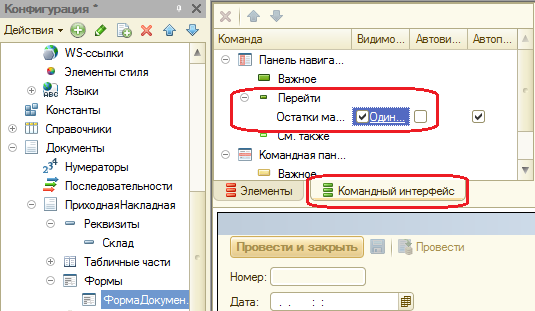 Конфигурация *
Действия
WS-ссылки
Элементы стиля
Языки
Константы
Справочники
Документы
Нумераторы
Последовательности
ПриходнаяНакладная
Реквизиты
Склад
Табличные части
Формы
ФормаДокумен...
Команда Видимо... Автови... Автоп...
Панель навига...
Важное
Перейти
Остатки ма... Один...
См. также
Командная пан...
Важное
Элементы Командный интерфейс
Провести и закрыть Провести
Номер:
Дата: . . : :